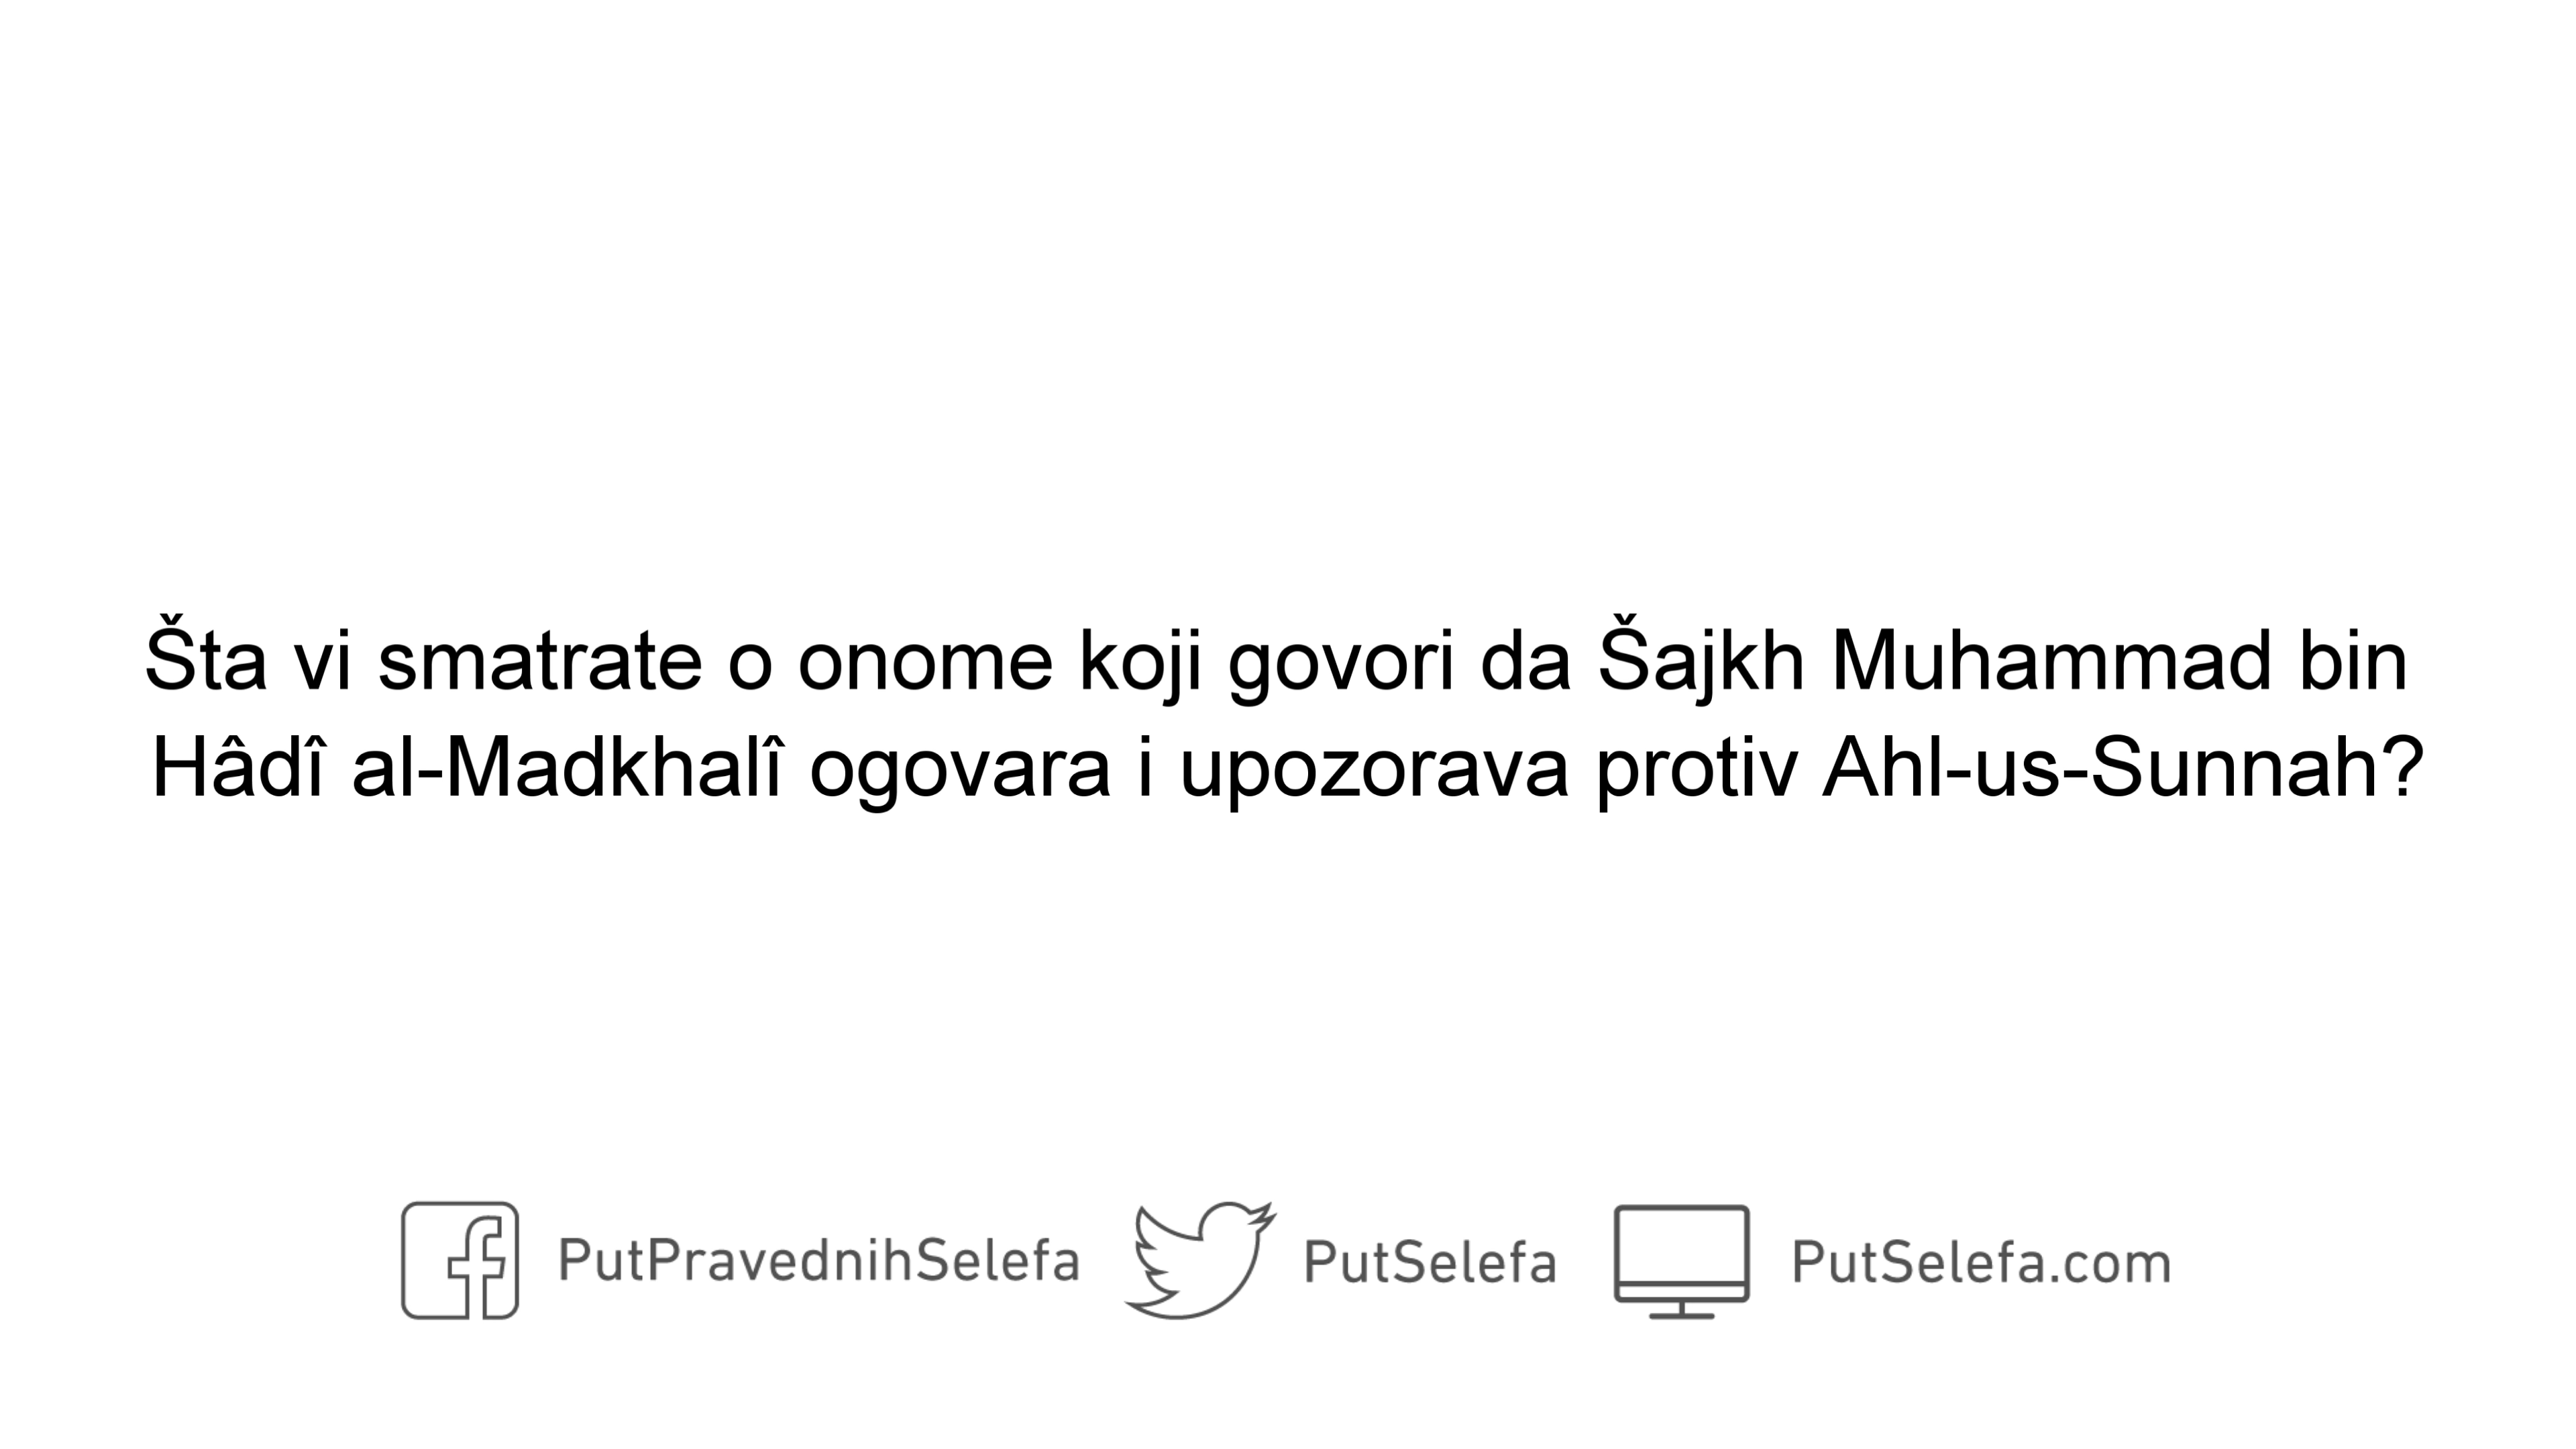 Šta vi smatrate o onome koji govori da Šajkh Muhammad bin
Hâdî al-Madkhalî ogovara i upozorava protiv Ahl-us-Sunnah?
PutPravednihSelefa PutSelefa PutSelefa.com